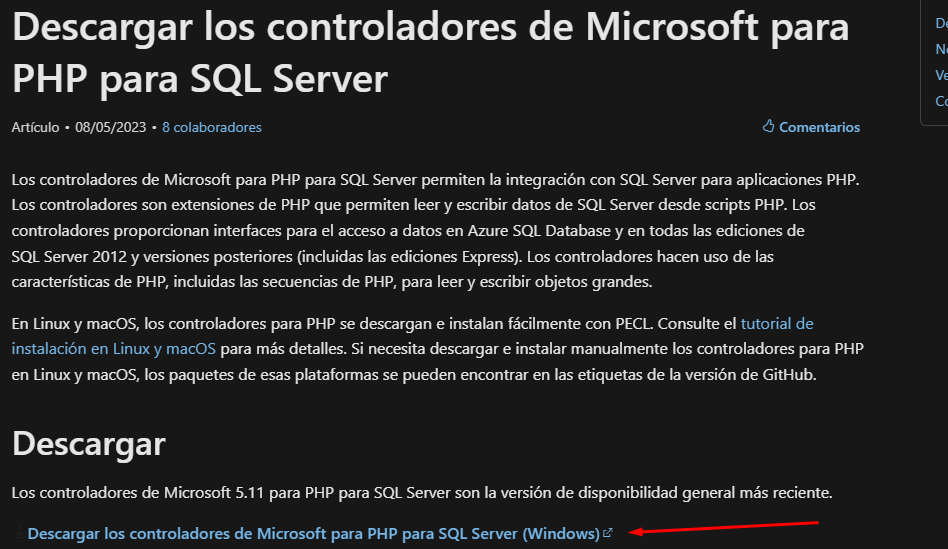 Descargar los controladores de Microsoft para
PHP para SQL Server
Artículo • 08/05/2023 • 8 colaboradores
Comentarios
Los controladores de Microsoft para PHP para SQL Server permiten la integración con SQL Server para aplicaciones PHP.
Los controladores son extensiones de PHP que permiten leer y escribir datos de SQL Server desde scripts PHP. Los
controladores proporcionan interfaces para el acceso a datos en Azure SQL Database y en todas las ediciones de
SQL Server 2012 y versiones posteriores (incluidas las ediciones Express). Los controladores hacen uso de las
características de PHP, incluidas las secuencias de PHP, para leer y escribir objetos grandes.
En Linux y macOS, los controladores para PHP se descargan e instalan fácilmente con PECL. Consulte el tutorial de
instalación en Linux y macOS para más detalles. Si necesita descargar e instalar manualmente los controladores para PHP
en Linux y macOS, los paquetes de esas plataformas se pueden encontrar en las etiquetas de la versión de GitHub.
Descargar
Los controladores de Microsoft 5.11 para PHP para SQL Server son la versión de disponibilidad general más reciente.
Descargar los controladores de Microsoft para PHP para SQL Server (Windows)